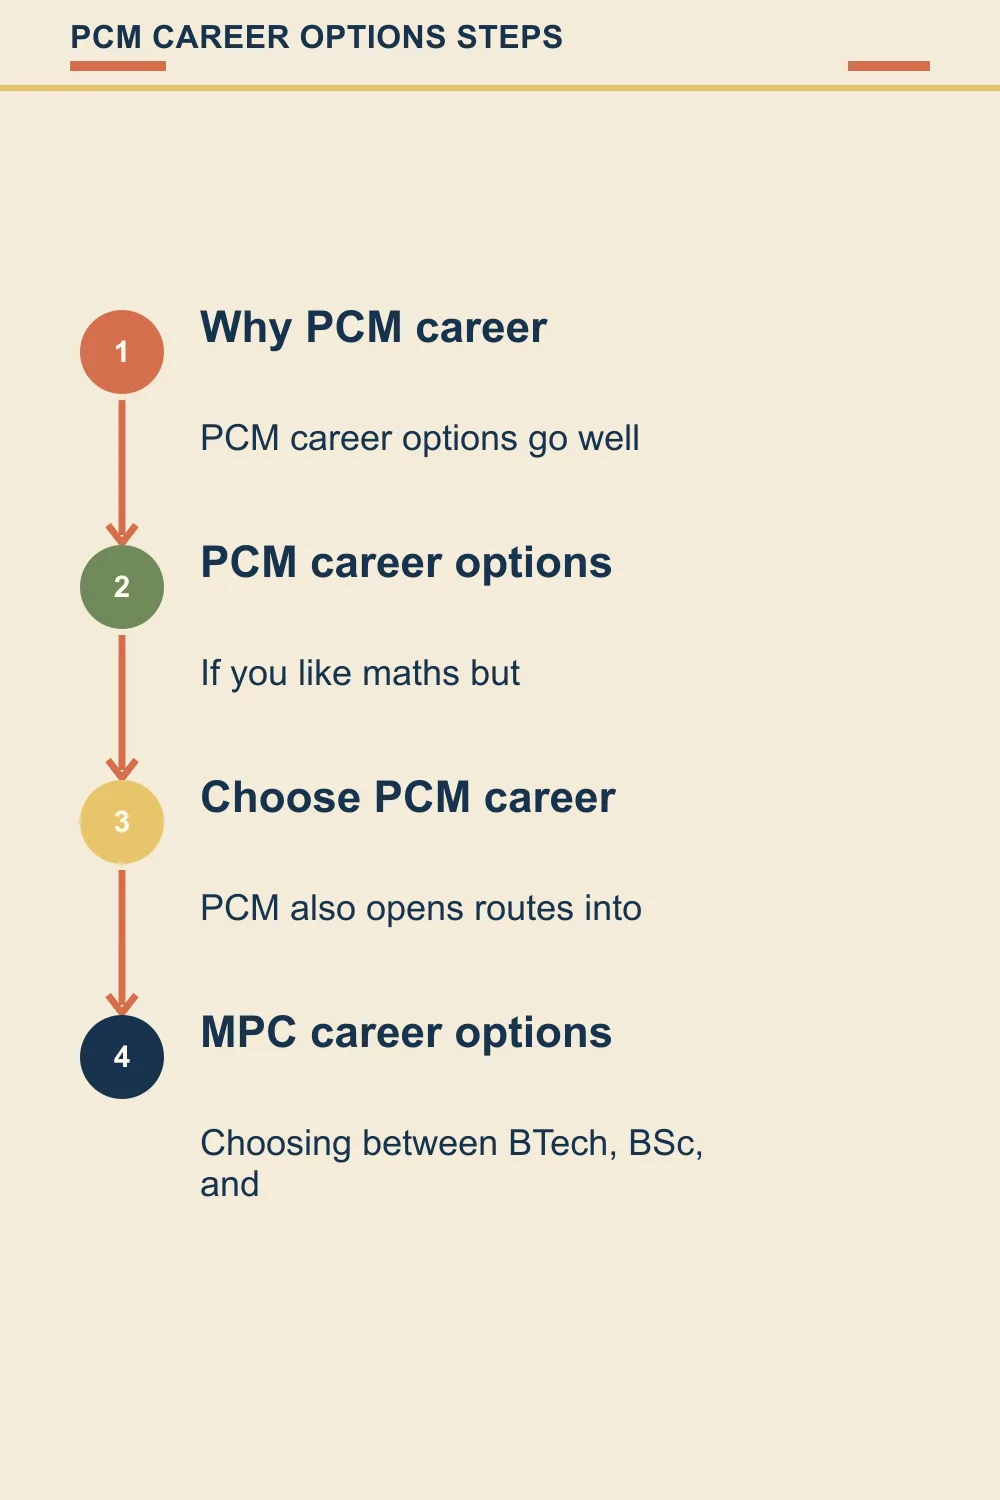 PCM CAREER OPTIONS STEPS
1
Why PCM career
PCM career options go well
2
PCM career options
If you like maths but
3
Choose PCM career
PCM also opens routes into
4
MPC career options
Choosing between BTech, BSc,
and